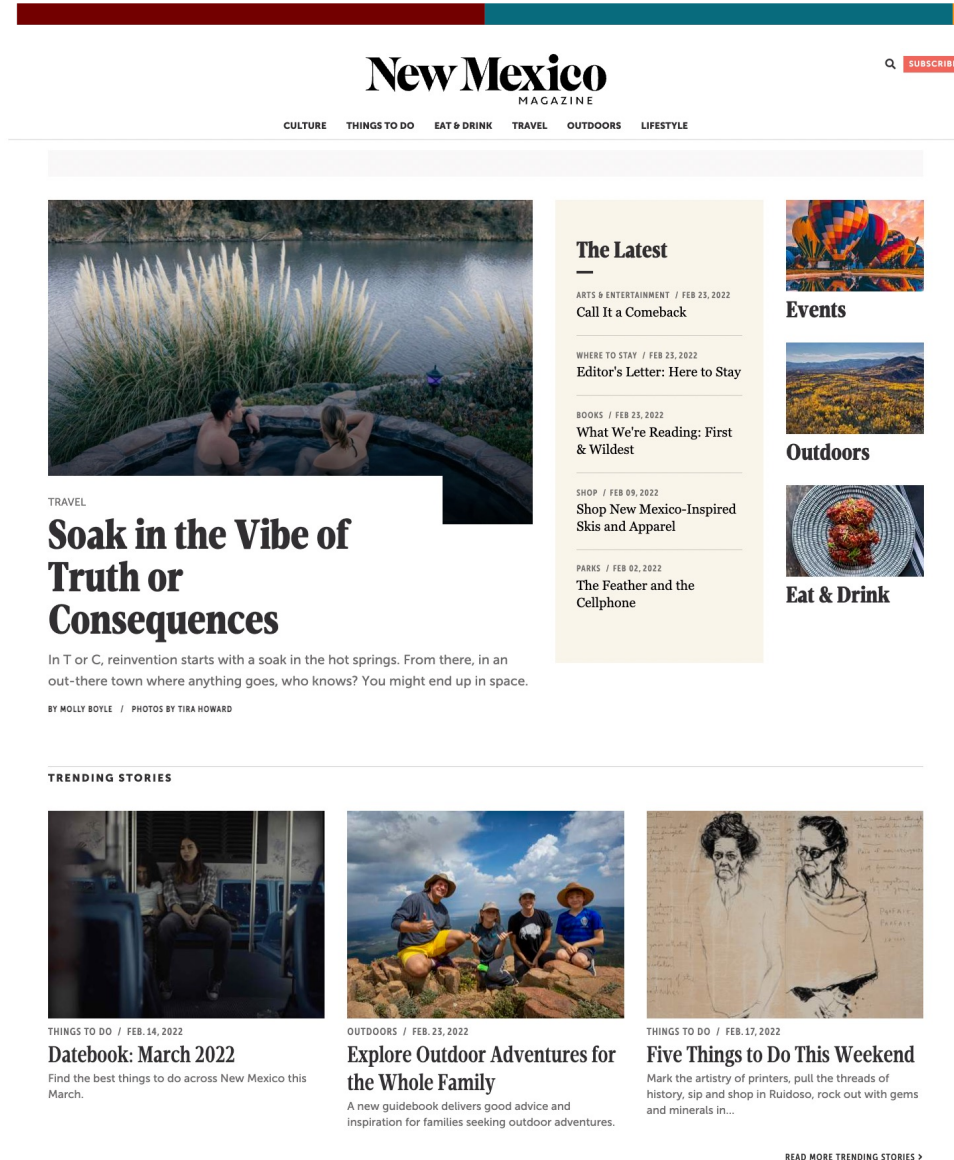 New Mexico
MAGAZINE
SUBSCRIBE
CULTURE THINGS TO DO EAT & DRINK TRAVEL OUTDOORS LIFESTYLE
TRAVEL
Soak in the Vibe of
Truth or
Consequences
In T or C, reinvention starts with a soak in the hot springs. From there, in an
out-there town where anything goes, who knows? You might end up in space.
BY MOLLY BOYLE / PHOTOS BY TIRA HOWARD
The Latest
ARTS & ENTERTAINMENT / FEB 23, 2022
Call It a Comeback
WHERE TO STAY / FEB 23, 2022
Editor's Letter: Here to Stay
BOOKS / FEB 23, 2022
What We're Reading: First
& Wildest
SHOP / FEB 09, 2022
Shop New Mexico-Inspired
Skis and Apparel
PARKS / FEB 02, 2022
The Feather and the
Cellphone
Events
Outdoors
Eat & Drink
TRENDING STORIES
THINGS TO DO / FEB. 14, 2022
Datebook: March 2022
Find the best things to do across New Mexico this
March.
OUTDOORS / FEB. 23, 2022
Explore Outdoor Adventures for
the Whole Family
A new guidebook delivers good advice and
inspiration for families seeking outdoor adventures.
THINGS TO DO / FEB. 17, 2022
Five Things to Do This Weekend
Mark the artistry of printers, pull the threads of
history, sip and shop in Ruidoso, rock out with gems
and minerals in...
READ MORE TRENDING STORIES >